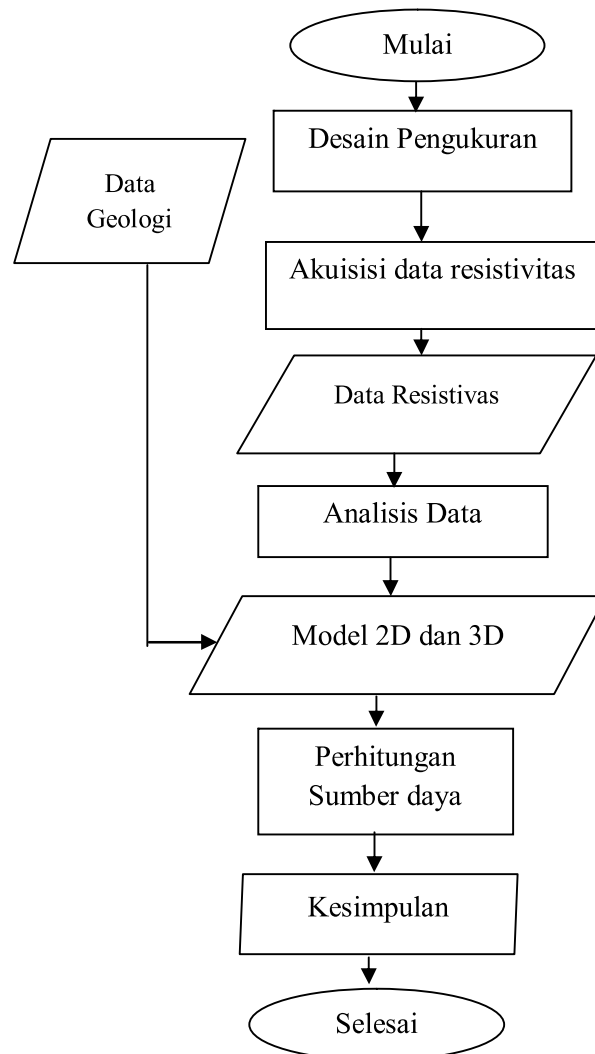 Mulai
Desain Pengukuran
Data
Geologi
Akuisisi data resistivitas
Data Resistivas
Analisis Data
Model 2D dan 3D
Perhitungan
Sumber daya
Kesimpulan
Selesai